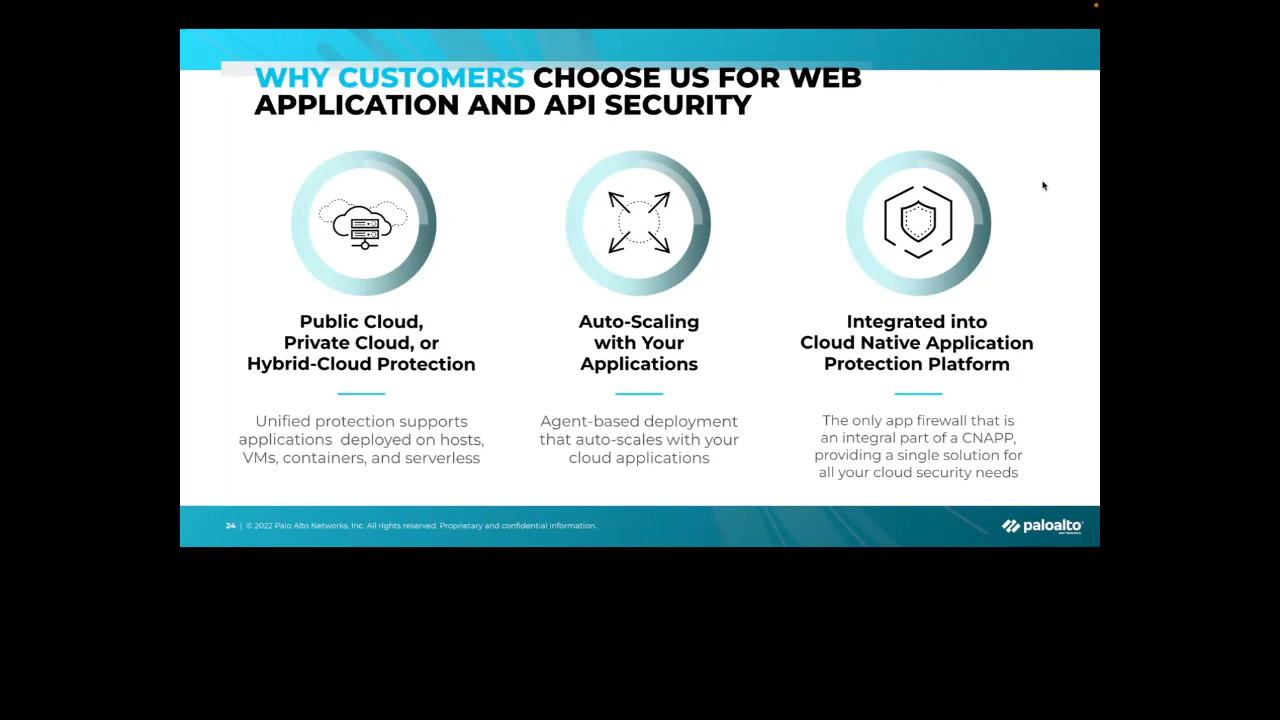 WHY CUSTOMERS CHOOSE US FOR WEB
APPLICATION AND API SECURITY
Public Cloud,
Private Cloud, or
Hybrid-Cloud Protection
Unified protection supports
applications deployed on hosts,
VMs, containers, and serverless
Auto-Scaling
with Your
Applications
Agent-based deployment
that auto-scales with your
cloud applications
Integrated into
Cloud Native Application
Protection Platform
The only app firewall that is
an integral part of a CNAPP,
providing a single solution for
all your cloud security needs
24 | © 2022 Palo Alto Networks, Inc. All rights reserved. Proprietary and confidential information.
paloalto
NETWORKS